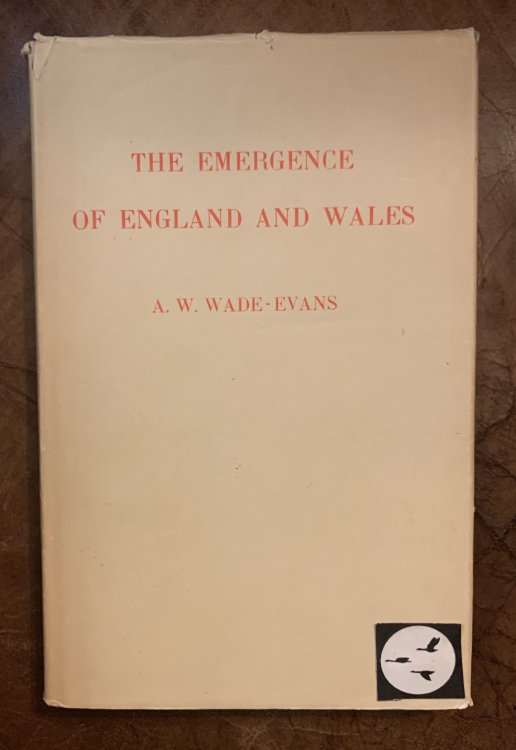 THE EMERGENCE
OF ENGLAND AND WALES
A. W. WADE-EVANS